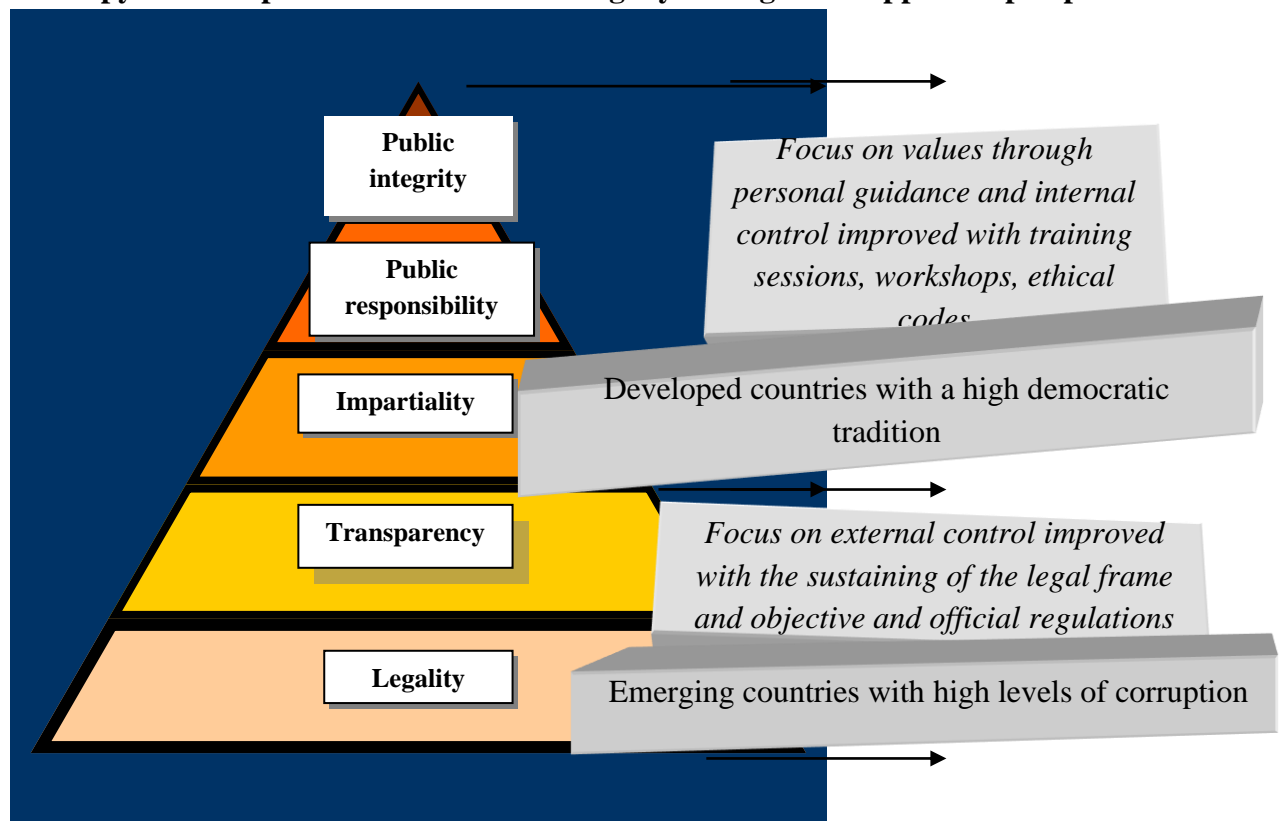 Public
integrity
Public
responsibility
Impartiality
Transparency
Legality
Focus on values through
personal guidance and internal
control improved with training
sessions, workshops, ethical
codes
Developed countries with a high democratic
tradition
Focus on external control improved
with the sustaining of the legal frame
and objective and official regulations
Emerging countries with high levels of corruption